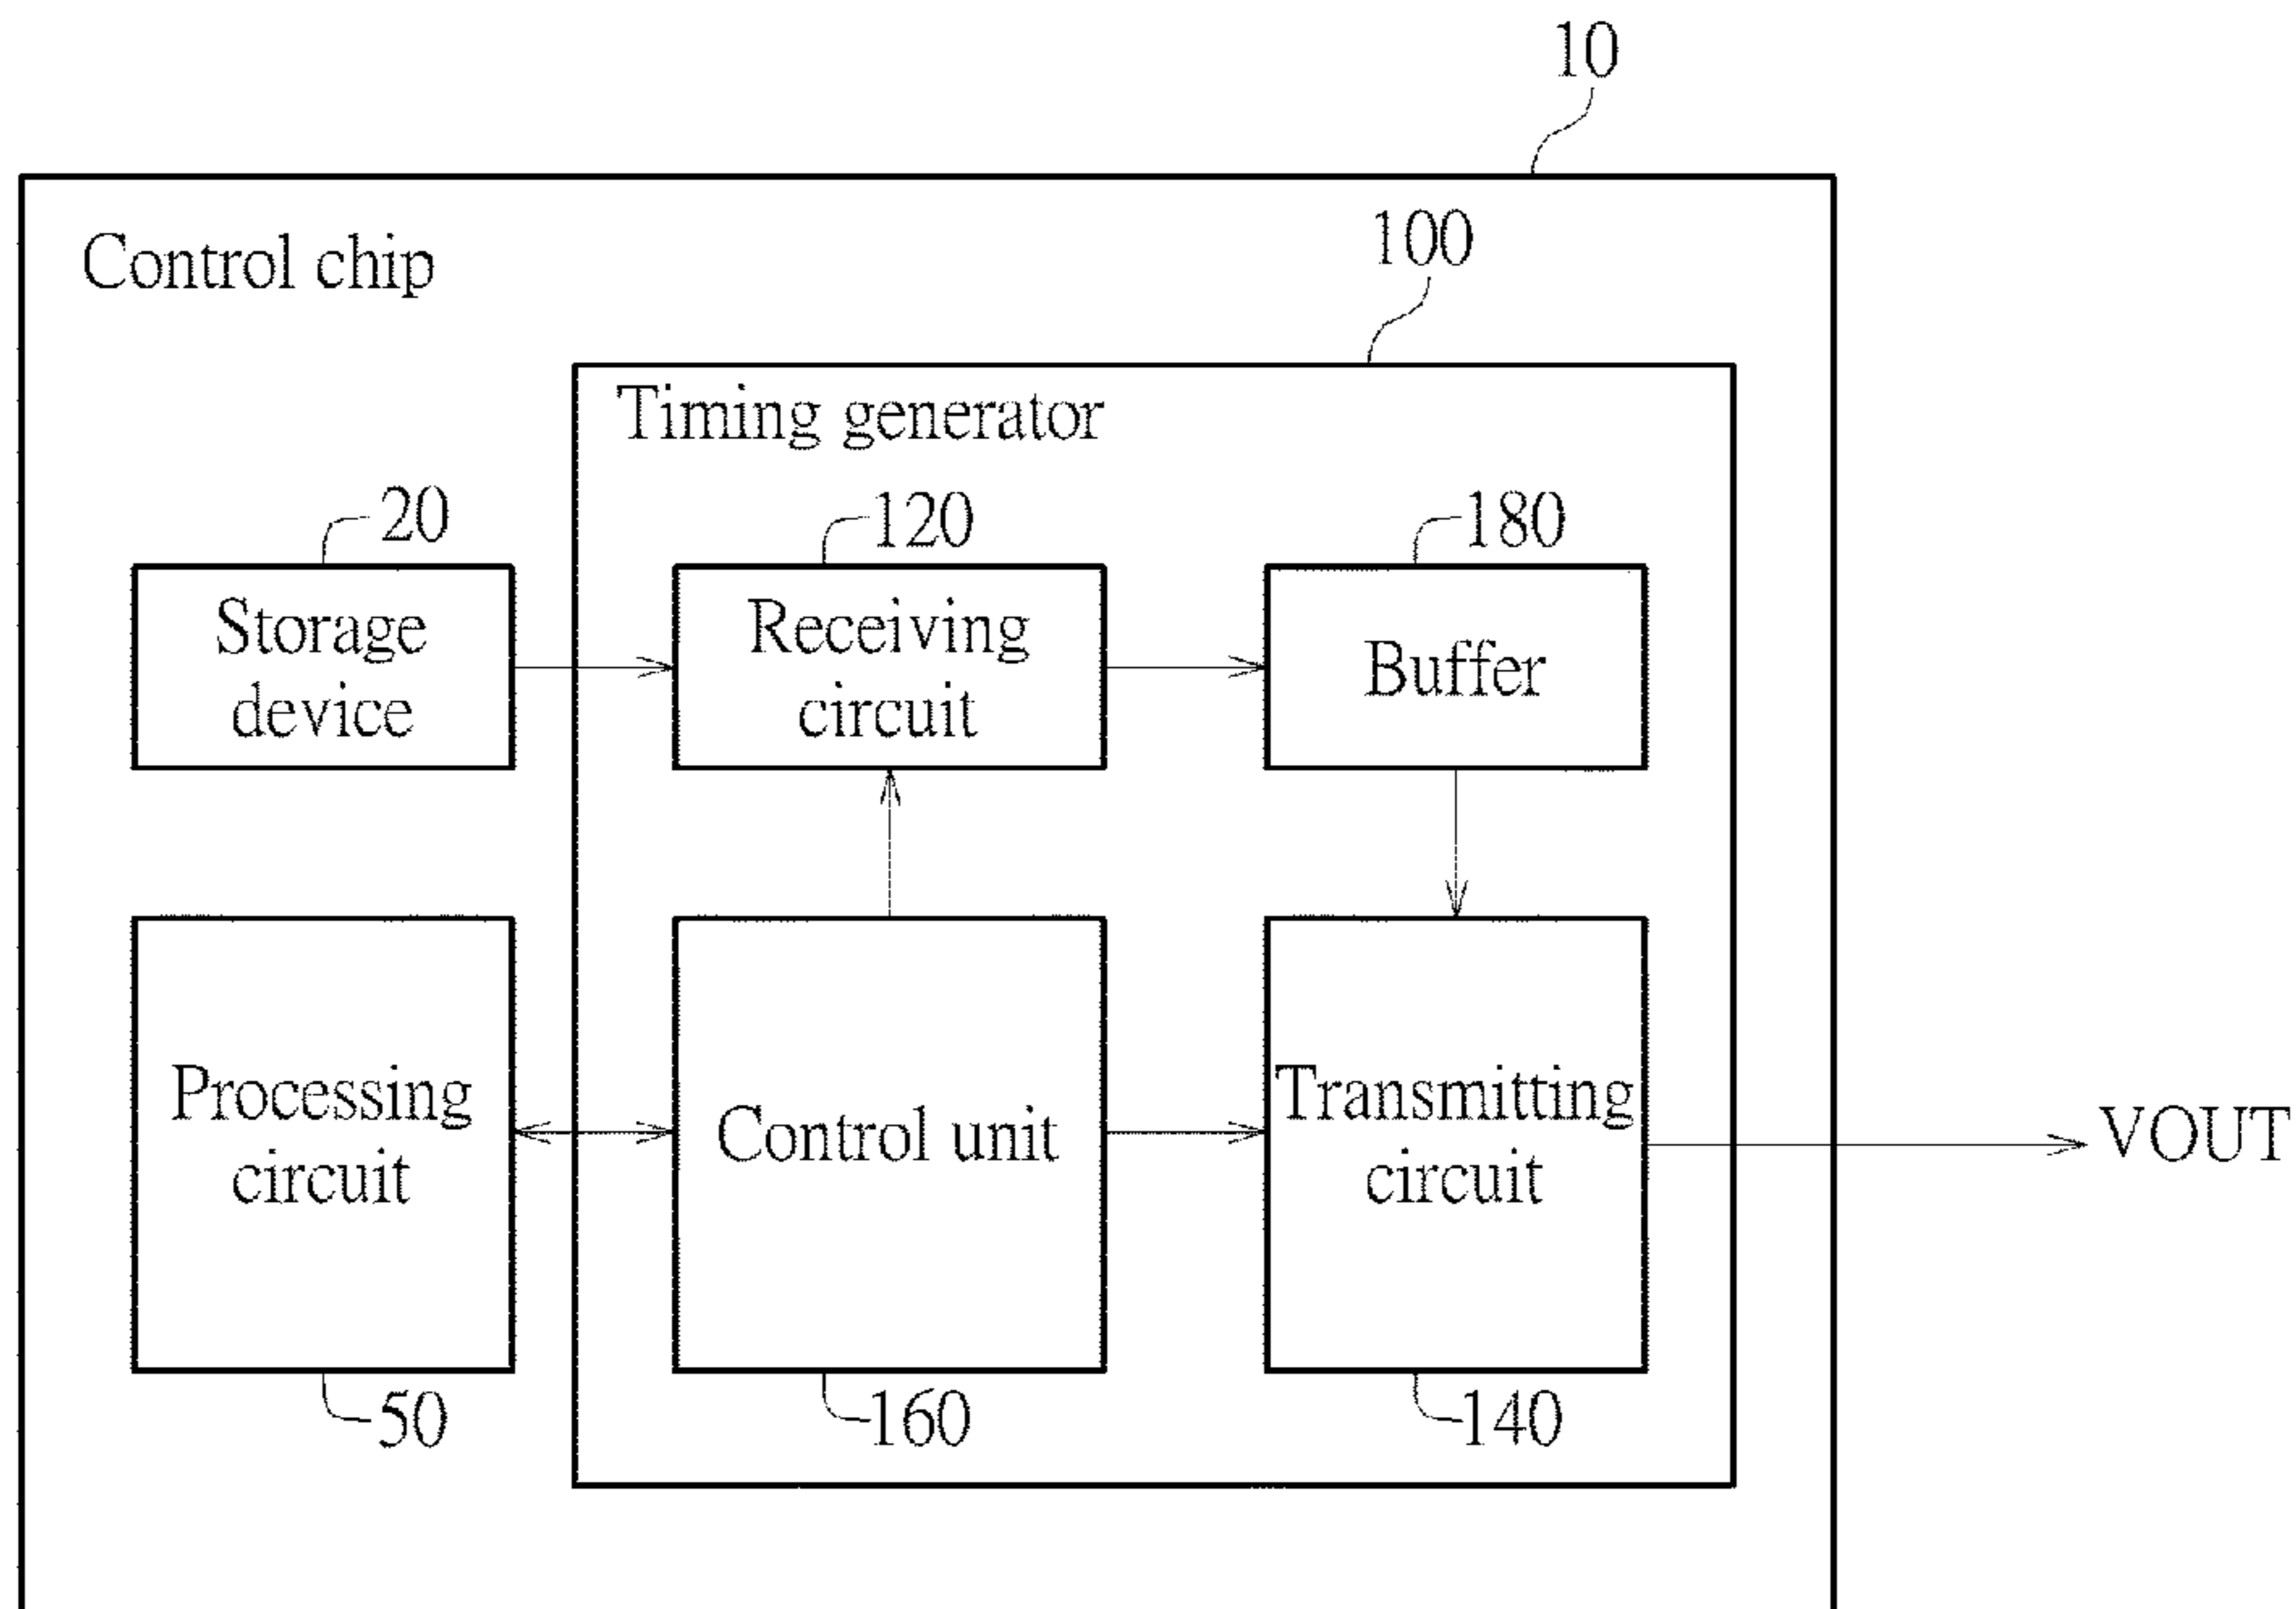 10
Control chip
100
Timing generator
20
120
180
Storage
device
Receiving
circuit
Buffer
Processing
circuit
Control unit
Transmitting
circuit
VOUT
50
160
140